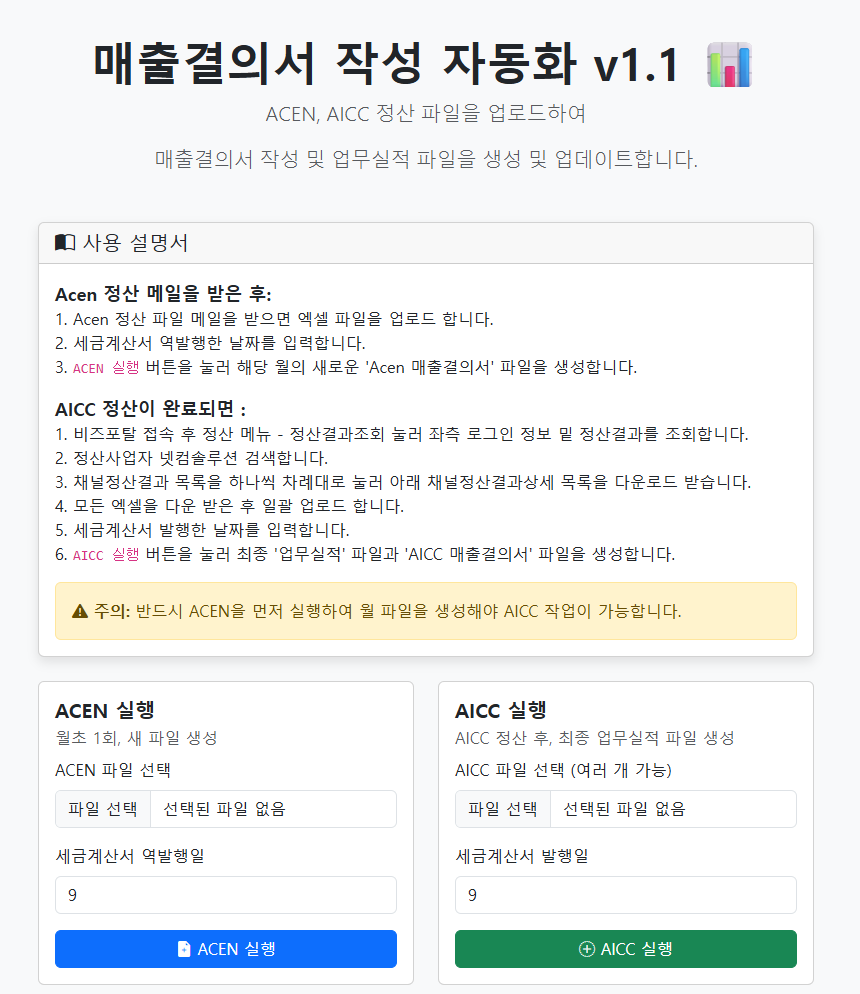 매출결의서 작성 자동화 v1.1
ACEN, AICC 정산 파일을 업로드하여
매출결의서 작성 및 업무실적 파일을 생성 및 업데이트합니다.
사용 설명서
Acen 정산 메일을 받은 후:
1. Acen 정산 파일 메일을 받으면 엑셀 파일을 업로드 합니다.
2. 세금계산서 역발행한 날짜를 입력합니다.
3. ACEN 실행 버튼을 눌러 해당 월의 새로운 'Acen 매출결의서' 파일을 생성합니다.
AICC 정산이 완료되면 :
1. 비즈포탈 접속 후 정산 메뉴 - 정산결과조회 눌러 좌측 로그인 정보 밑 정산결과를 조회합니다.
2. 정산사업자 넷컴솔루션 검색합니다.
3. 채널정산결과 목록을 하나씩 차례대로 눌러 아래 채널정산결과상세 목록을 다운로드 받습니다.
4. 모든 엑셀을 다운 받은 후 일괄 업로드 합니다.
5. 세금계산서 발행한 날짜를 입력합니다.
6. AICC 실행 버튼을 눌러 최종 '업무실적' 파일과 'AICC 매출결의서' 파일을 생성합니다.
주의: 반드시 ACEN을 먼저 실행하여 월 파일을 생성해야 AICC 작업이 가능합니다.
ACEN 실행
월초 1회, 새 파일 생성
ACEN 파일 선택
파일 선택 선택된 파일 없음
세금계산서 역발행일
9
ACEN 실행
AICC 실행
AICC 정산 후, 최종 업무실적 파일 생성
AICC 파일 선택 (여러 개 가능)
파일 선택 선택된 파일 없음
세금계산서 발행일
9
AICC 실행